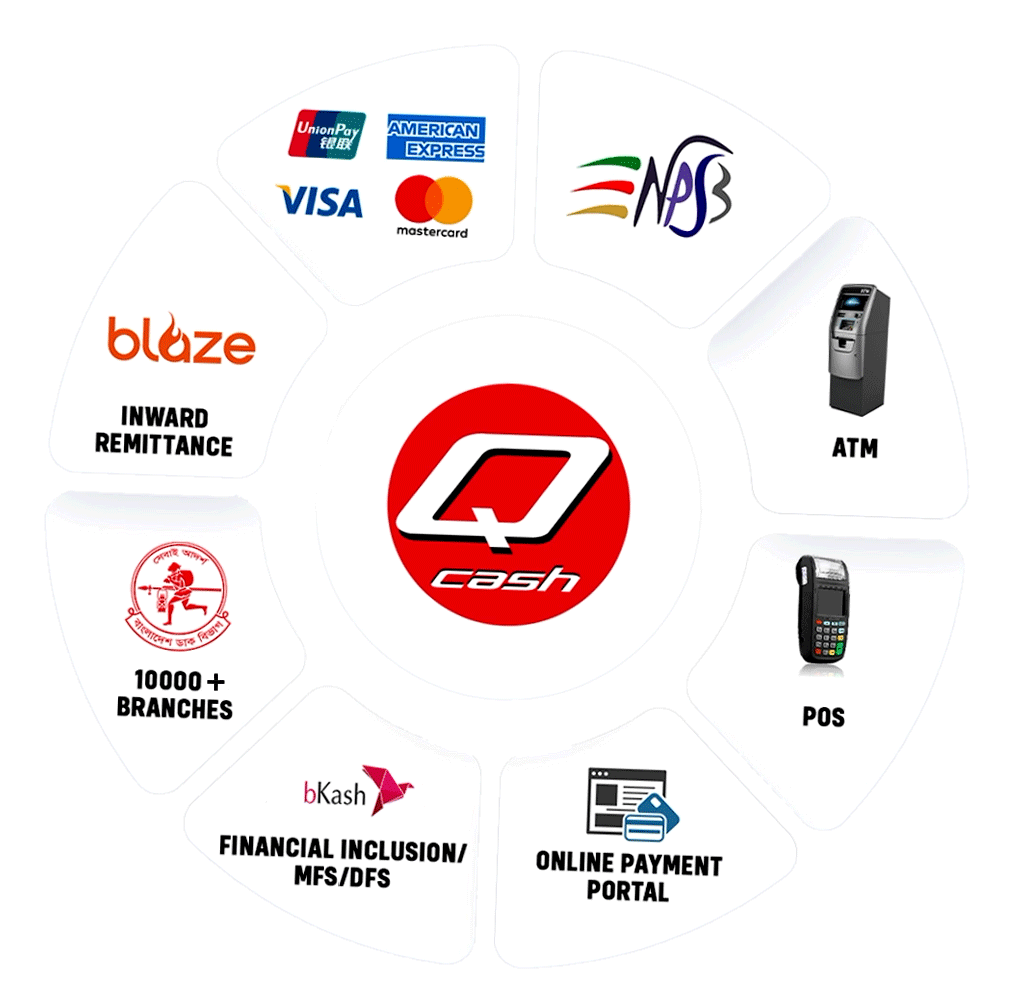 UnionPay
银联
AMERICAN
EXPRESS
VISA
mastercard
NPSB
ATM
POS
ONLINE PAYMENT
PORTAL
bKash
FINANCIAL INCLUSION/
MFS/DFS
সেবাই আদর্শ
বাংলাদেশ ডাক বিভাগ
10000+
BRANCHES
blaze
INWARD
REMITTANCE
Q
cash